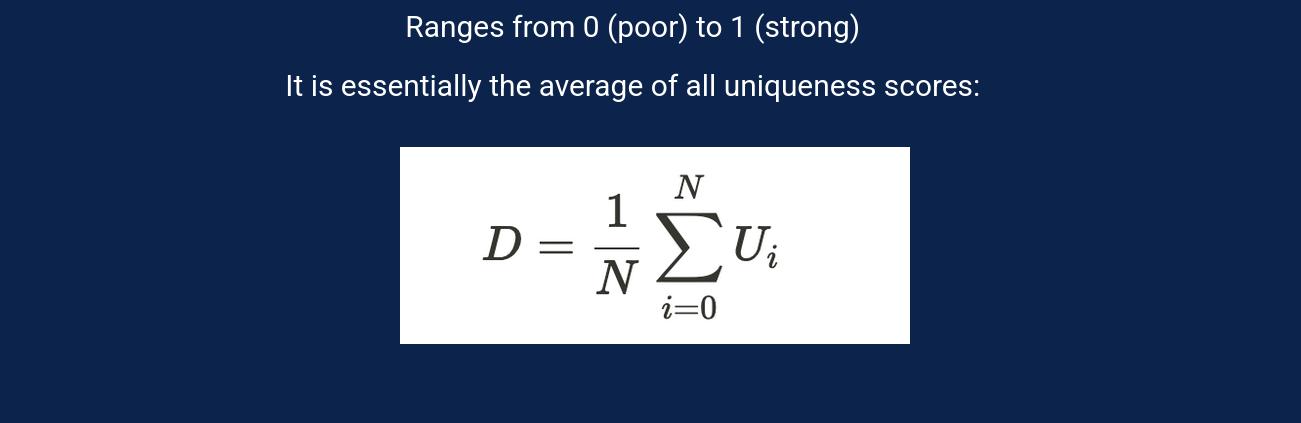 Ranges from 0 (poor) to 1 (strong)
It is essentially the average of all uniqueness scores:
D = \frac{1}{N} \sum_{i=0}^{N} U_i